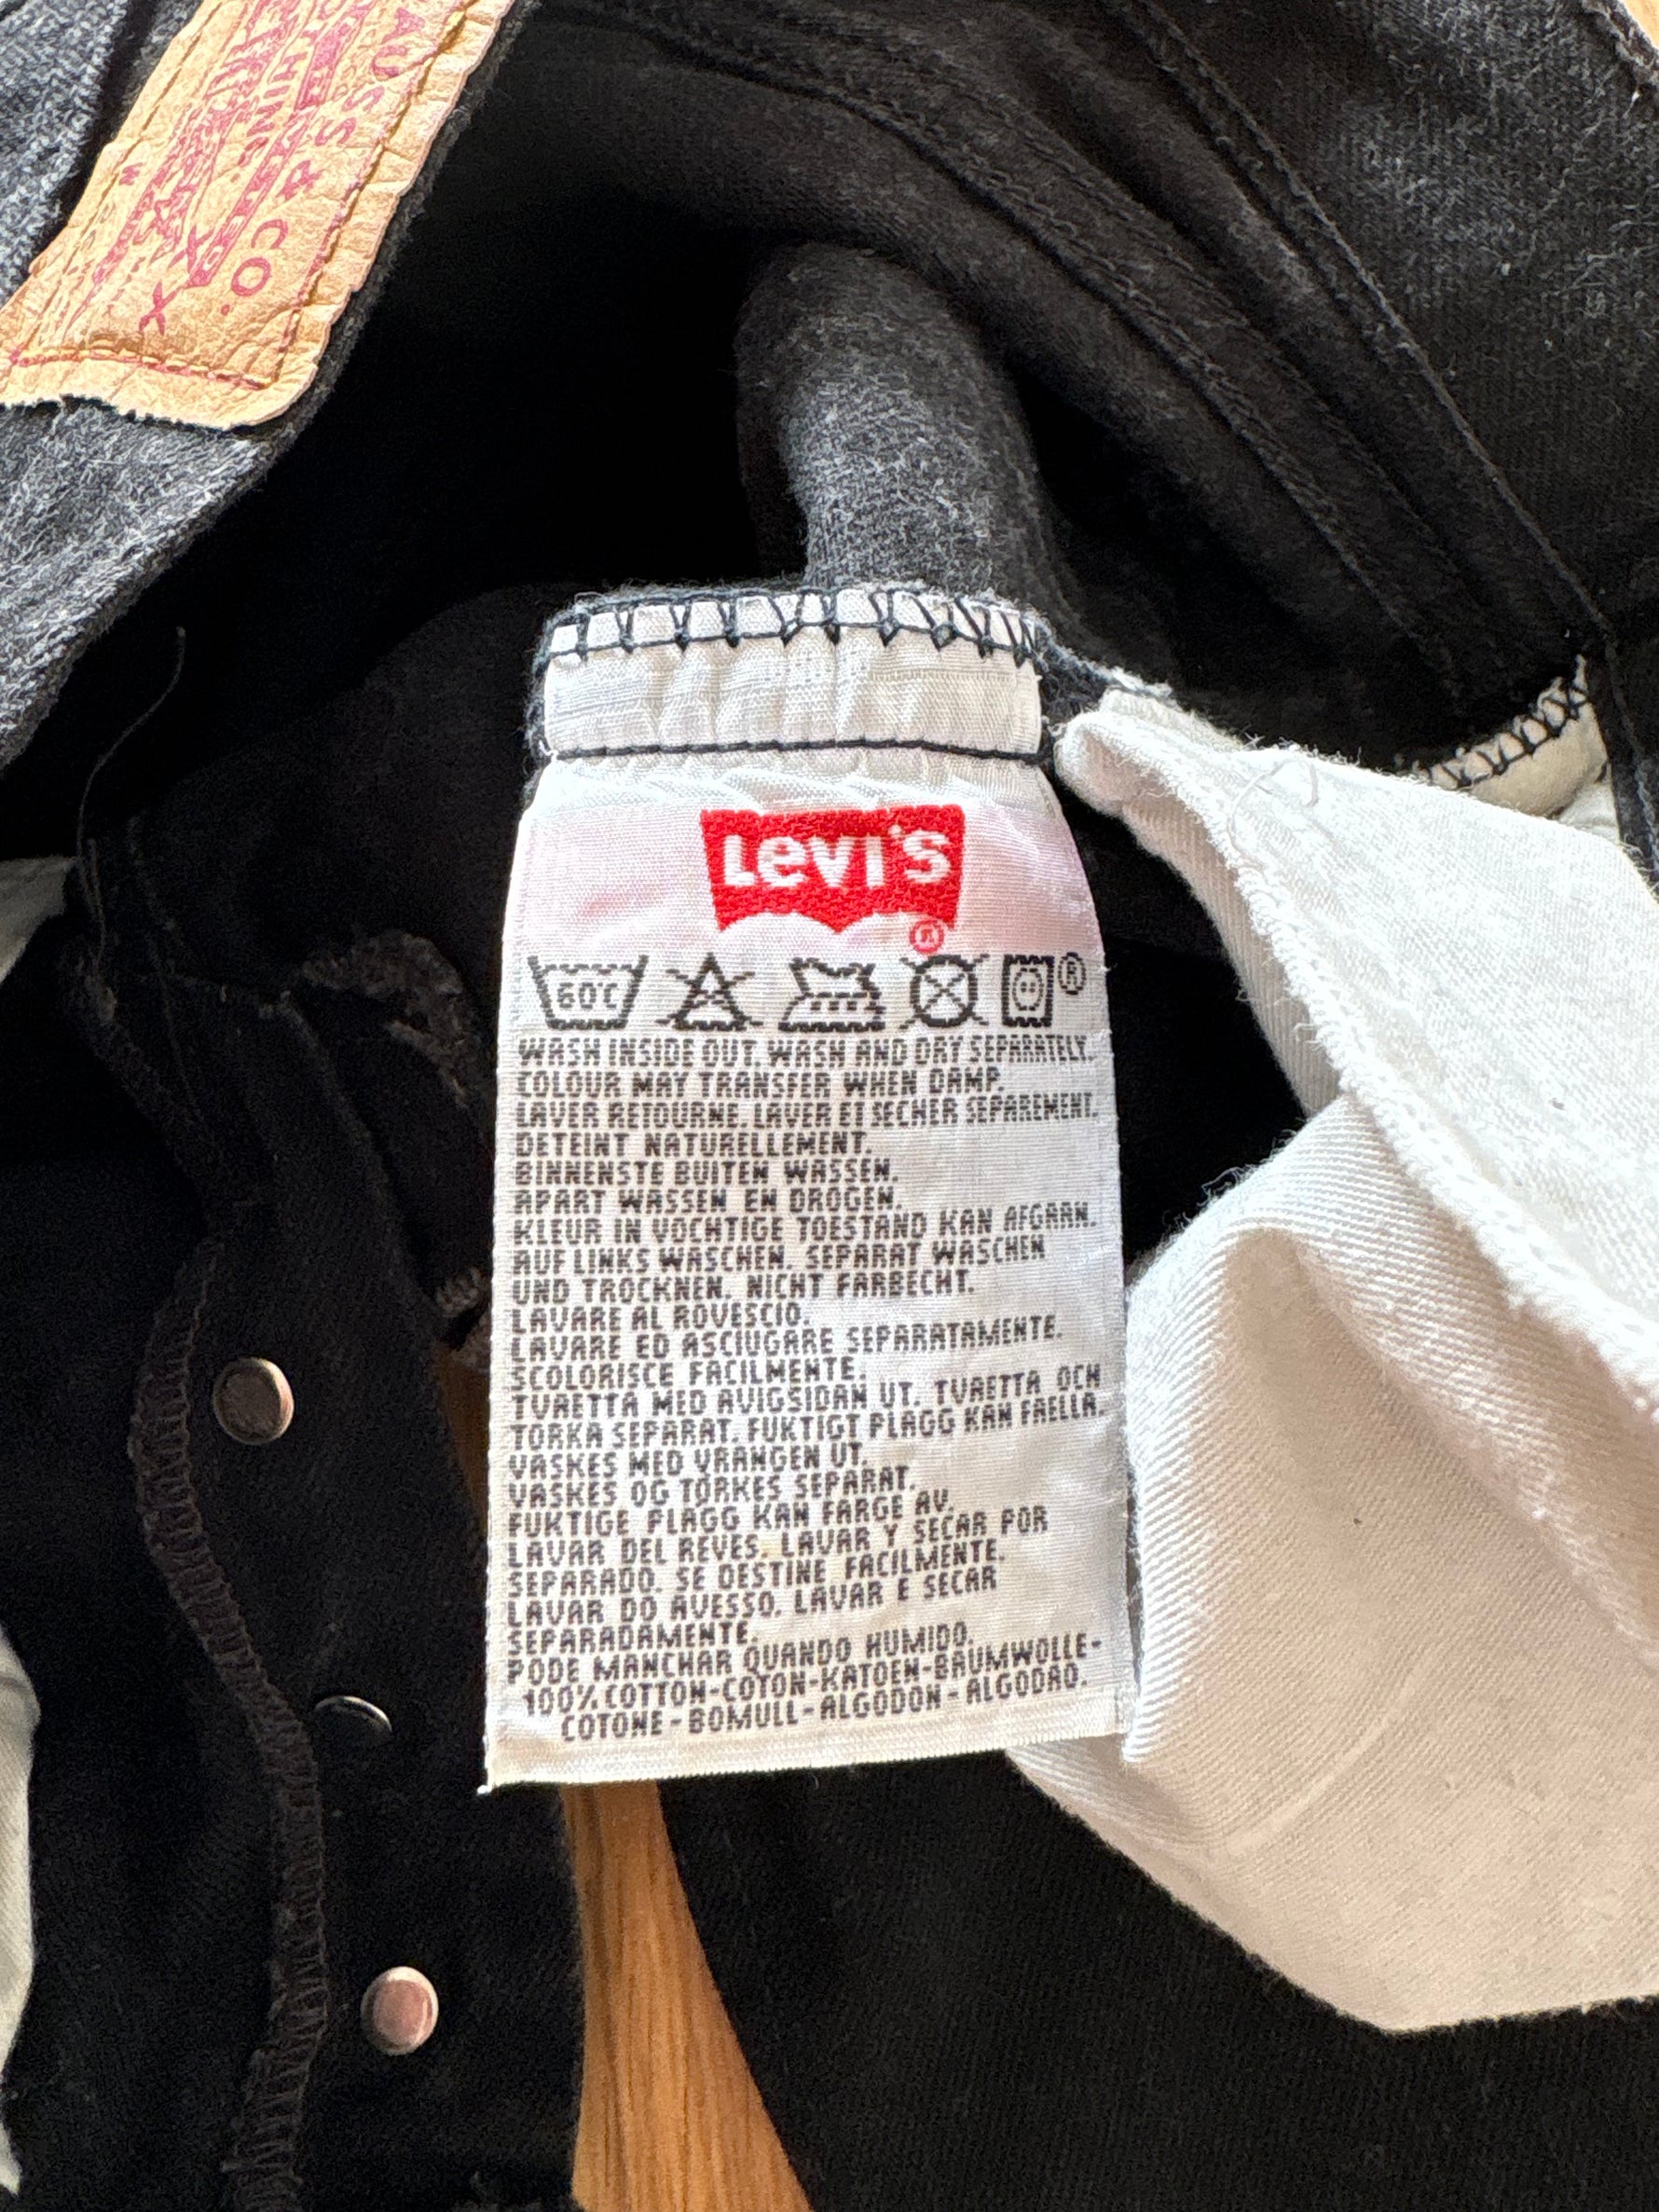 AUSS & CO.
Levi's
®
60°C
®
WASH INSIDE OUT. WASH AND DRY SEPARATELY.
COLOUR MAY TRANSFER WHEN DAMP.
LAVER RETOURNE. LAVER ET SECHER SEPAREMENT.
DETEINT NATURELLEMENT.
BINNENSTE BUITEN WASSEN.
APART WASSEN EN DROGEN.
KLEUR IN VOCHTIGE TOESTAND KAN AFGAAN.
AUF LINKS WASCHEN. SEPARAT WASCHEN
UND TROCKNEN. NICHT FARBECHT.
LAVARE AL ROVESCIO.
LAVARE ED ASCIUGARE SEPARATAMENTE.
SCOLORISCE FACILMENTE.
TVAETTA MED AVIGSIDAN UT. TVAETTA OCH
TORKA SEPARAT. FUKTIGT PLAGG KAN FAELLA.
VASKES MED VRANGEN UT.
VASKES OG TORKES SEPARAT.
FUKTIGE PLAGG KAN FARGE AV.
LAVAR DEL REVES. LAVAR Y SECAR POR
SEPARADO. SE DESTINE FACILMENTE.
LAVAR DO AVESSO. LAVAR E SECAR
SEPARADAMENTE.
PODE MANCHAR QUANDO HUMIDO.
100% COTTON-COTON-KATOEN-BAUMWOLLE-
COTONE-BOMULL-ALGODON-ALGODAO.